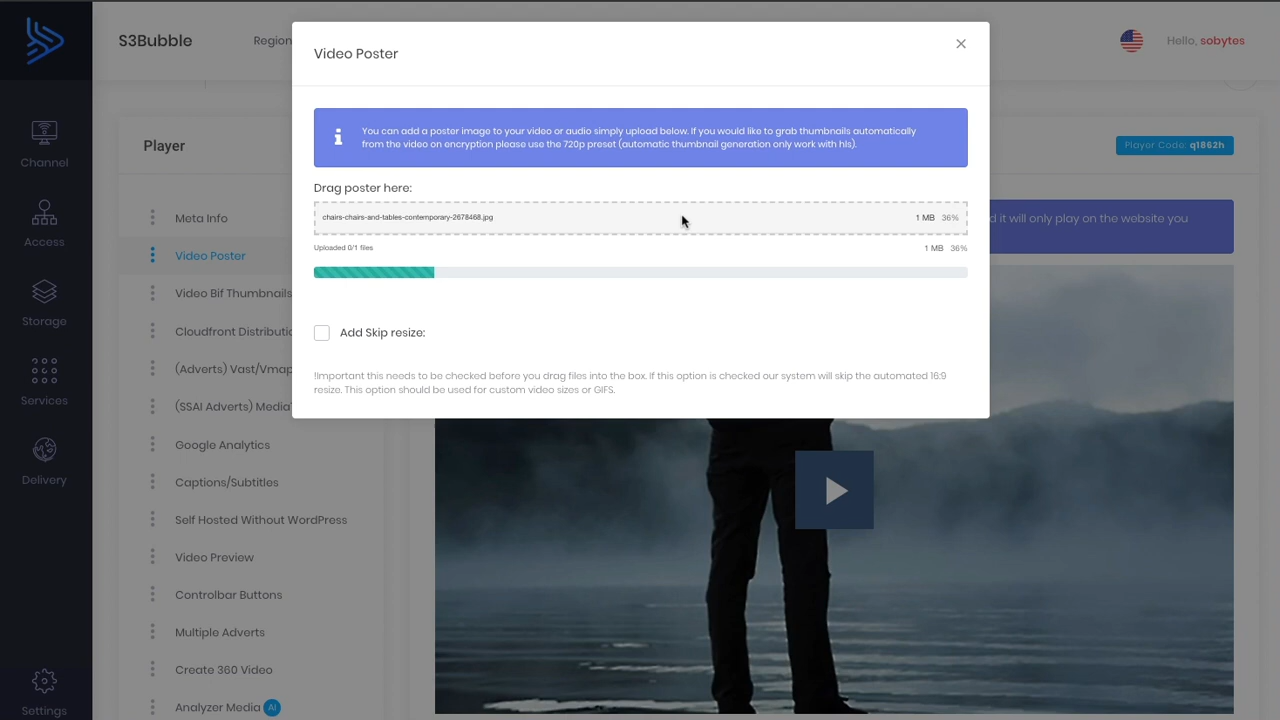 S3Bubble
Region
Hello, sobytes
Channel
Access
Storage
Services
Delivery
Settings
Player
Meta Info
Video Poster
Video Bif Thumbnails
Cloudfront Distributio
(Adverts) Vast/Vmap
(SSAI Adverts) Media
Google Analytics
Captions/Subtitles
Self Hosted Without WordPress
Video Preview
Controlbar Buttons
Multiple Adverts
Create 360 Video
Analyzer Media AI
Video Poster
You can add a poster image to your video or audio simply upload below. If you would like to grab thumbnails automatically
from the video on encryption please use the 720p preset (automatic thumbnail generation only work with hls).
Drag poster here:
chairs-chairs-and-tables-contemporary-2678468.jpg 1 MB 36%
Uploaded 0/1 files 1 MB 36%
Add Skip resize:
!Important this needs to be checked before you drag files into the box. If this option is checked our system will skip the automated 16:9
resize. This option should be used for custom video sizes or GIFS.
Player Code: q1862h
d it will only play on the website you